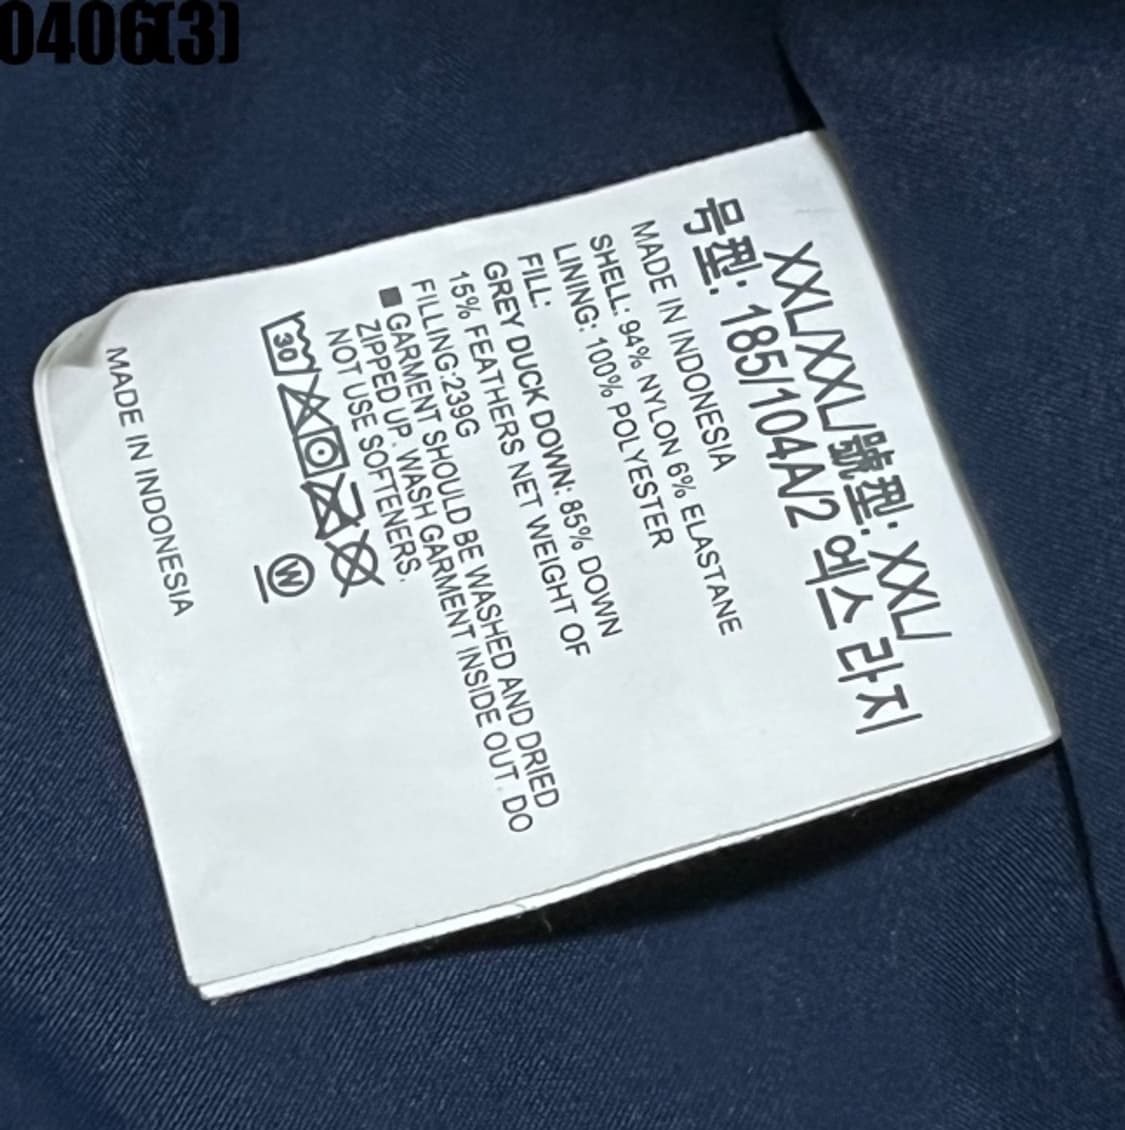 0406(3)
XXL/XXL/號型: XXL/
号型: 185/104A/2 엑스 라지
MADE IN INDONESIA
SHELL: 94% NYLON 6% ELASTANE
LINING: 100% POLYESTER
FILL:
GREY DUCK DOWN: 85% DOWN
15% FEATHERS NET WEIGHT OF
FILLING:239G
■ GARMENT SHOULD BE WASHED AND DRIED
ZIPPED UP. WASH GARMENT INSIDE OUT. DO
NOT USE SOFTENERS.
30
W
MADE IN INDONESIA